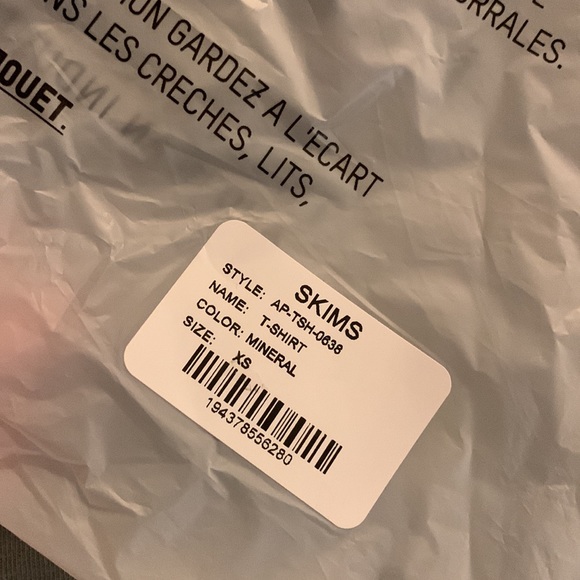 ION GARDEZ A L'ECART
NS LES CRECHES, LITS,
OUET.
RRALES.
SKIMS
STYLE: AP-TSH-0638
NAME: T-SHIRT
COLOR: MINERAL
SIZE: XS
194378556280